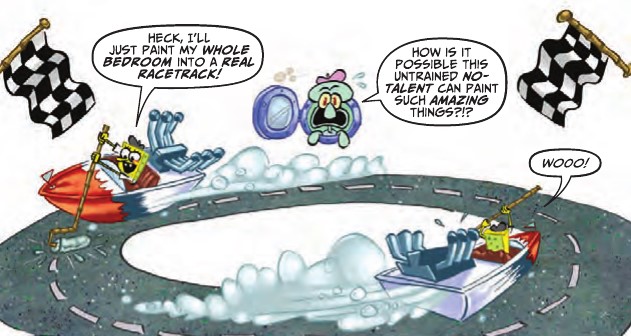 HECK, I'LL
JUST PAINT MY WHOLE
BEDROOM INTO A REAL
RACETRACK!
HOW IS IT
POSSIBLE THIS
UNTRAINED NO-
TALENT CAN PAINT
SUCH AMAZING
THINGS?!?
WOOO!